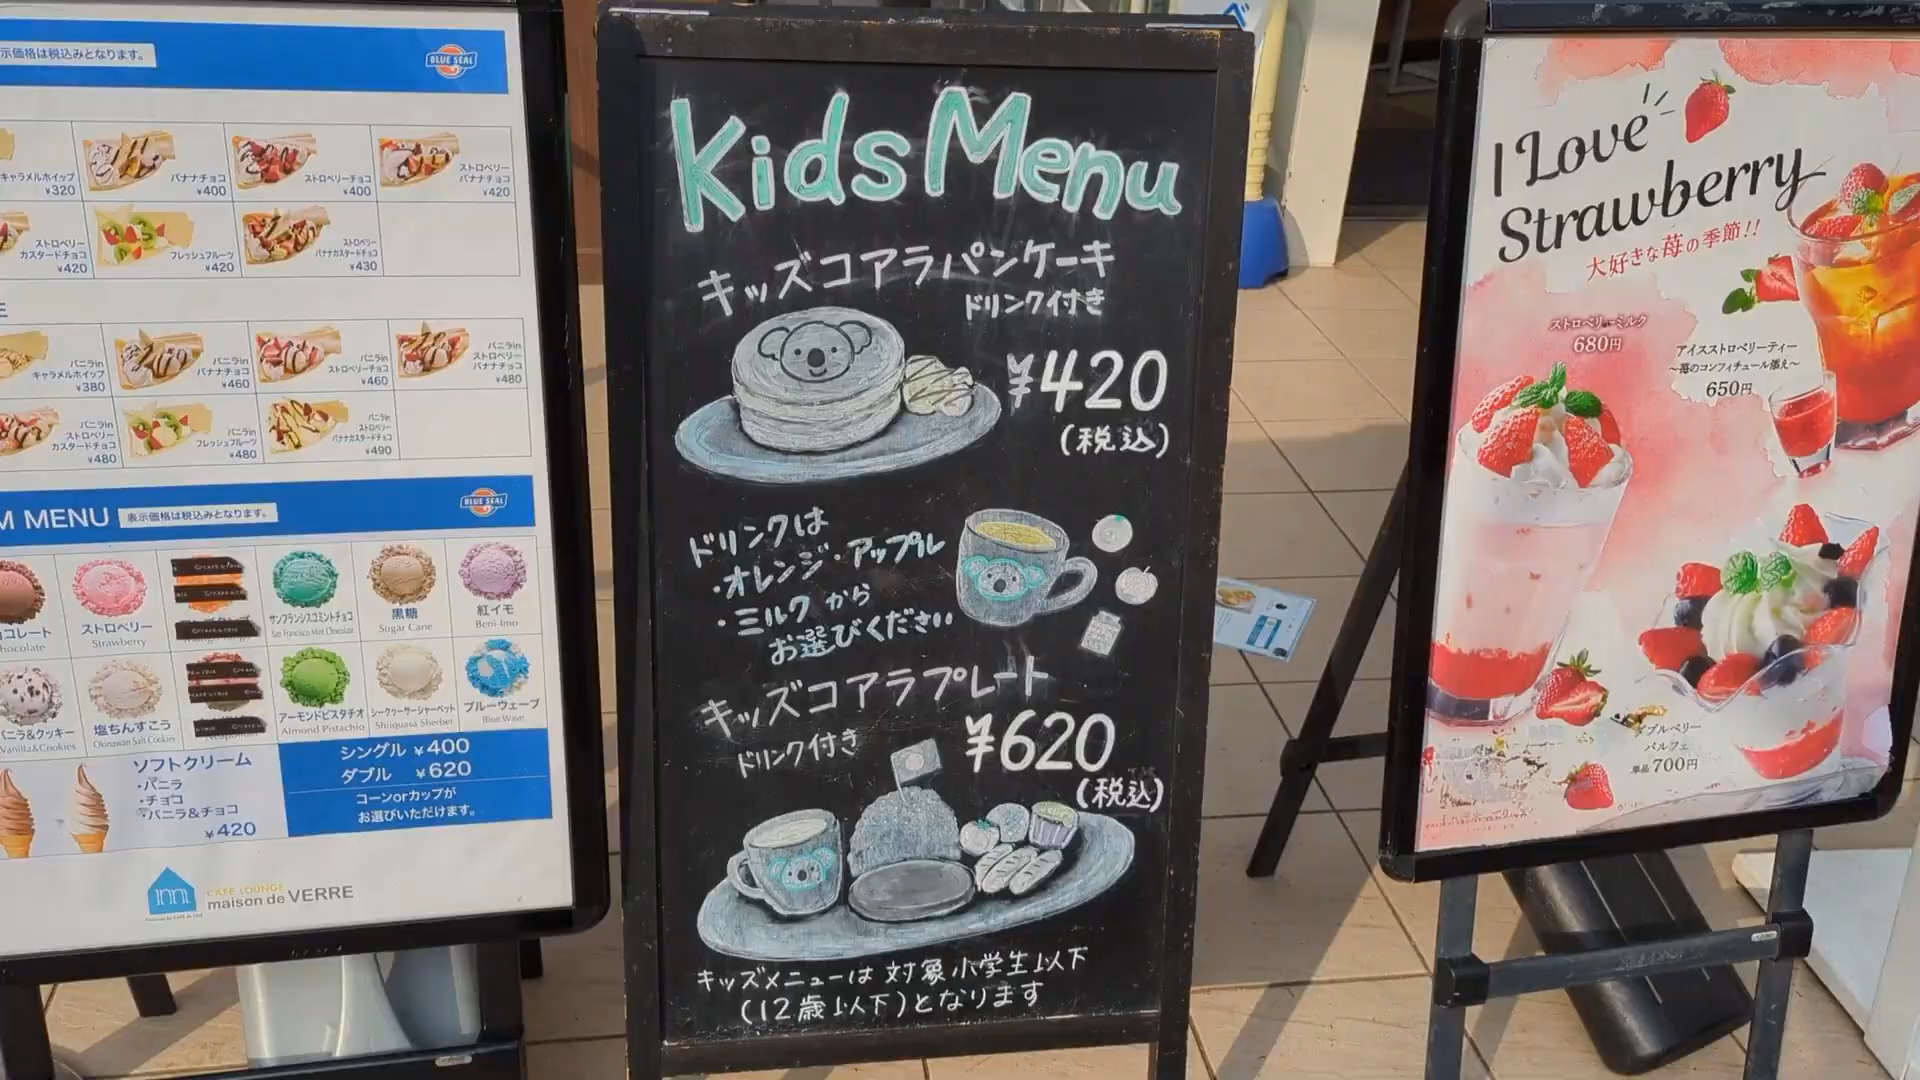 示価格は税込みとなります。
BLUE SEAL
キャラメルホイップ
¥320
バナナチョコ
¥400
ストロベリーチョコ
¥400
ストロベリー
バナナチョコ
¥420
ストロベリー
カスタードチョコ
¥420
フレッシュフルーツ
¥420
ストロベリー
バナナカスタードチョコ
¥430
バニラin
キャラメルホイップ
¥380
バニラin
バナナチョコ
¥460
バニラin
ストロベリーチョコ
¥460
バニラin
ストロベリー
バナナチョコ
¥480
バニラin
ストロベリー
カスタードチョコ
¥480
バニラin
フレッシュフルーツ
¥480
バニラin
ストロベリー
バナナカスタードチョコ
¥490
M MENU
表示価格は税込みとなります。
BLUE SEAL
コレート
hocolate
ストロベリー
Strawberry
サンフランシスコミントチョコ
San Francisco Mint Chocolate
黒糖
Sugar Cane
紅イモ
Beni-Imo
バニラ&クッキー
Vanilla&Cookies
塩ちんすこう
Okinawan Salt Cookies
アーモンドピスタチオ
Almond Pistachio
シークヮーサーシャーベット
Shiiquasa Sherbet
ブルーウェーブ
Blue Wave
ソフトクリーム
・バニラ
・チョコ
・バニラ&チョコ
¥420
シングル ¥400
ダブル ¥620
コーンorカップが
お選びいただけます。
CAFE LOUNGE
maison de VERRE
Kids Menu
キッズコアラパンケーキ
ドリンク付き
¥420
(税込)
ドリンクは
・オレンジ・アップル
・ミルク から
お選びください
キッズコアラプレート
ドリンク付き
¥620
(税込)
キッズメニューは対象小学生以下
(12歳以下)となります
I Love
Strawberry
大好きな苺の季節!!
ストロベリーミルク
680円
アイスストロベリーティー
〜苺のコンフィチュール添え〜
650円
ダブルベリー
パルフェ
単品 700円